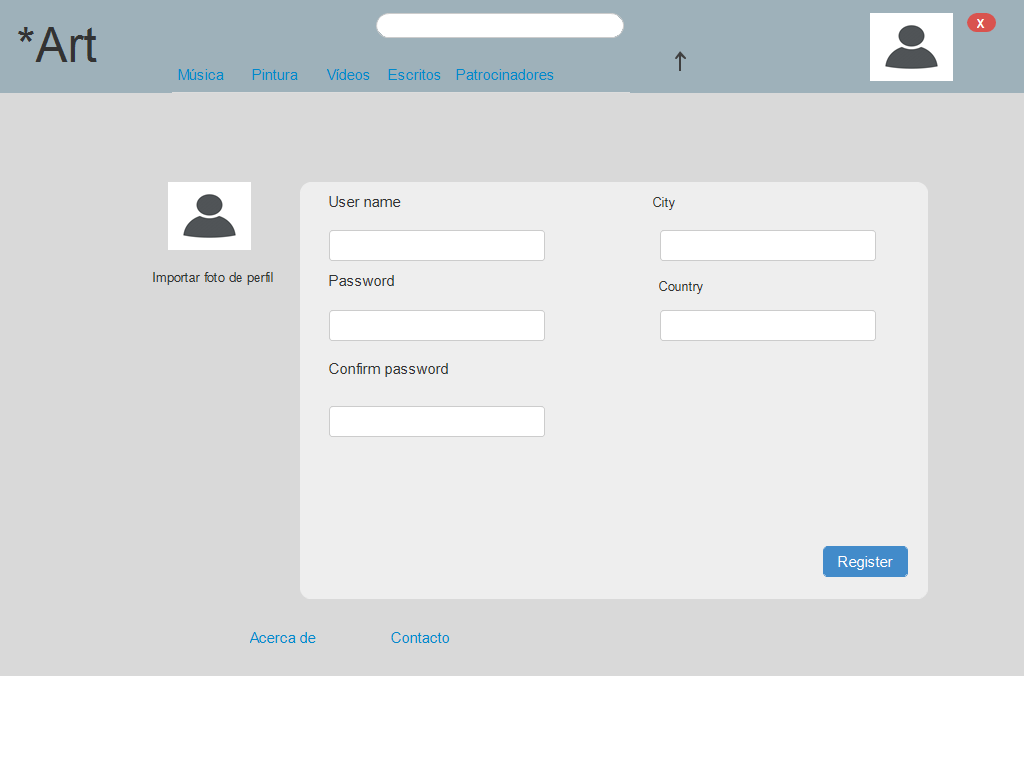 *Art
X
Música Pintura Vídeos Escritos Patrocinadores
User name
City
Importar foto de perfil
Password
Country
Confirm password
Register
Acerca de Contacto